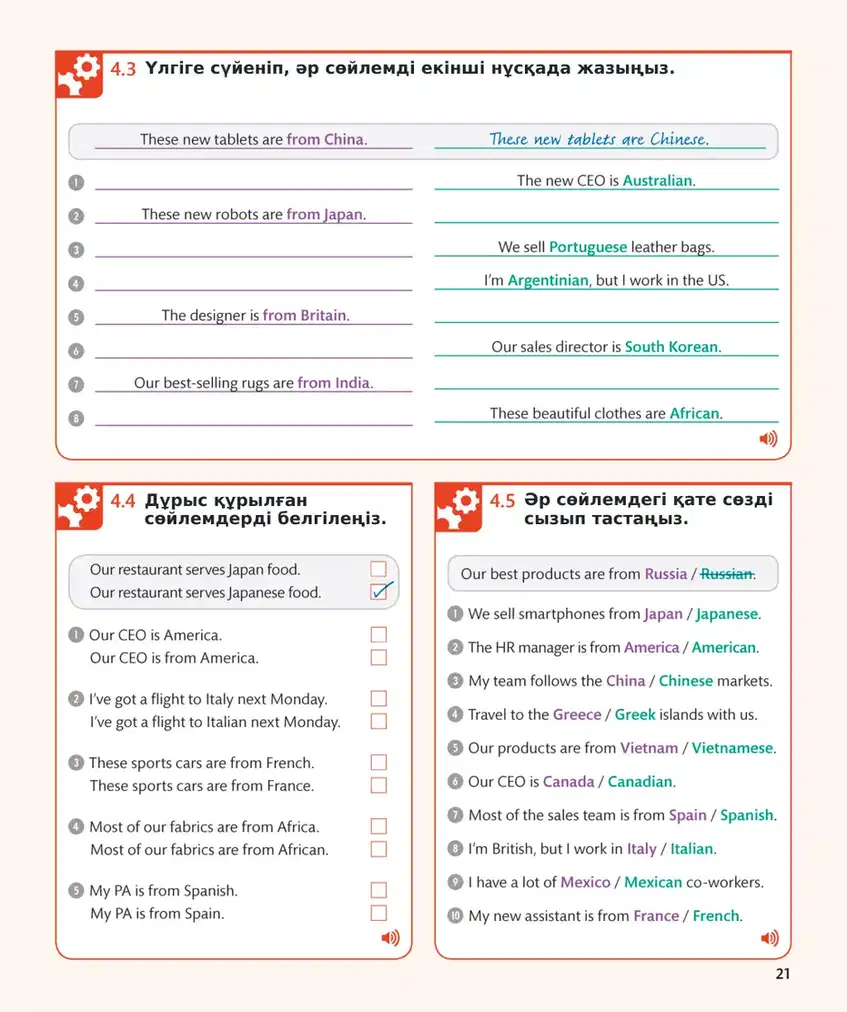 4.3 Үлгіге сүйеніп, әр сөйлемді екінші нұсқада жазыңыз.
These new tablets are from China. These new tablets are Chinese.
1 The new CEO is Australian.
2 These new robots are from Japan.
3 We sell Portuguese leather bags.
4 I'm Argentinian, but I work in the US.
5 The designer is from Britain.
6 Our sales director is South Korean.
7 Our best-selling rugs are from India.
8 These beautiful clothes are African.
4.4 Дұрыс құрылған
сөйлемдерді белгілеңіз.
Our restaurant serves Japan food.
Our restaurant serves Japanese food.
1 Our CEO is America.
Our CEO is from America.
2 I've got a flight to Italy next Monday.
I've got a flight to Italian next Monday.
3 These sports cars are from French.
These sports cars are from France.
4 Most of our fabrics are from Africa.
Most of our fabrics are from African.
5 My PA is from Spanish.
My PA is from Spain.
4.5 Әр сөйлемдегі қате сөзді
сызып тастаңыз.
Our best products are from Russia / Russian.
1 We sell smartphones from Japan / Japanese.
2 The HR manager is from America / American.
3 My team follows the China / Chinese markets.
4 Travel to the Greece / Greek islands with us.
5 Our products are from Vietnam / Vietnamese.
6 Our CEO is Canada / Canadian.
7 Most of the sales team is from Spain / Spanish.
8 I'm British, but I work in Italy / Italian.
9 I have a lot of Mexico / Mexican co-workers.
10 My new assistant is from France / French.
21